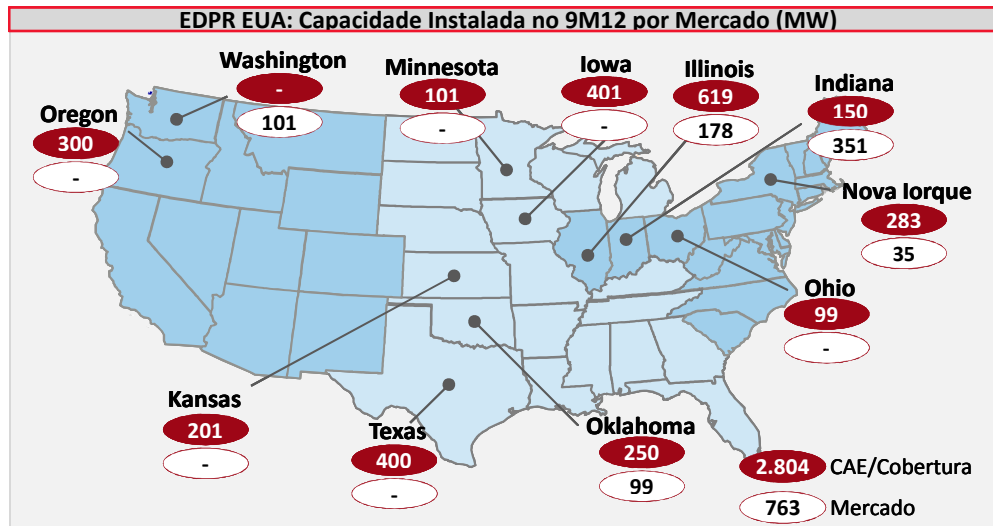 EDPR EUA: Capacidade Instalada no 9M12 por Mercado (MW)
Washington
-
101
Minnesota
101
-
Iowa
401
-
Illinois
619
178
Indiana
150
351
Oregon
300
-
Nova Iorque
283
35
Ohio
99
-
Kansas
201
-
Texas
400
-
Oklahoma
250
99
2.804 CAE/Cobertura
763 Mercado